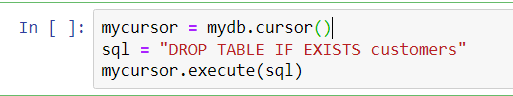 In [ ]: mycursor = mydb.cursor()
sql = "DROP TABLE IF EXISTS customers"
mycursor.execute(sql)